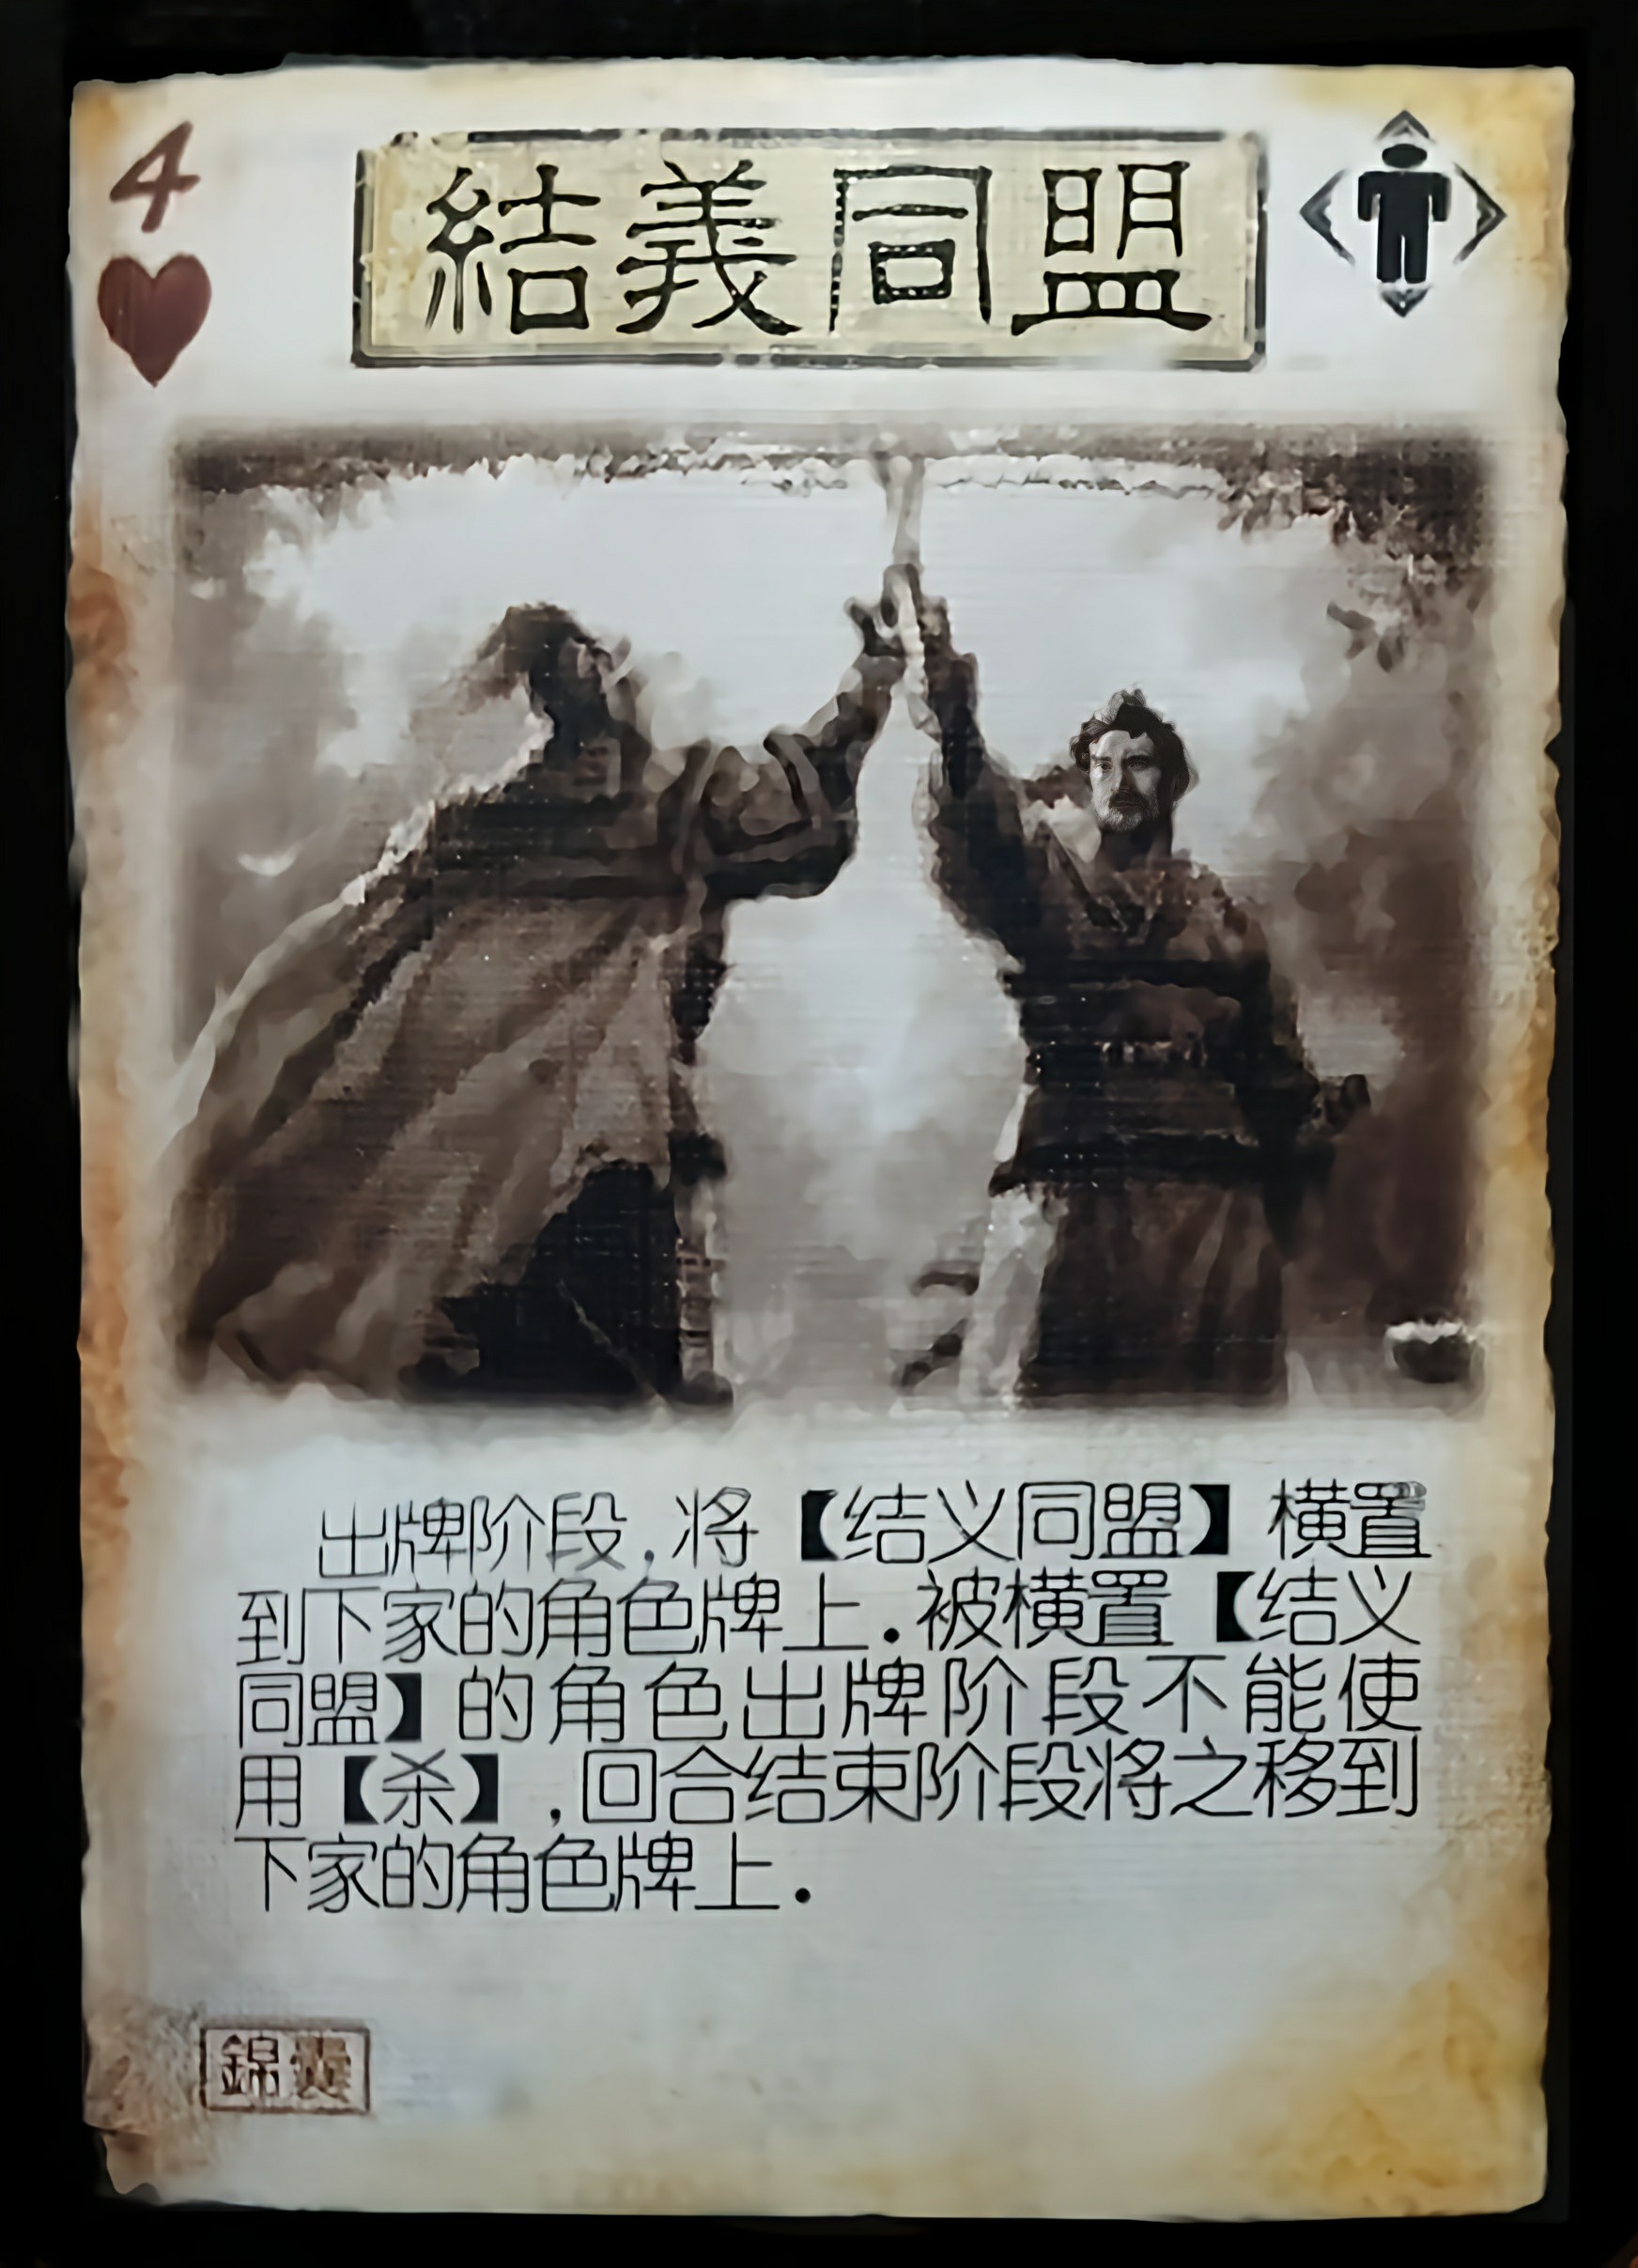 4
結義同盟
出牌阶段,将【结义同盟】横置
到下家的角色牌上.被横置【结义
同盟】的角色出牌阶段不能使
用【杀】,回合结束阶段将之移到
下家的角色牌上.
錦囊